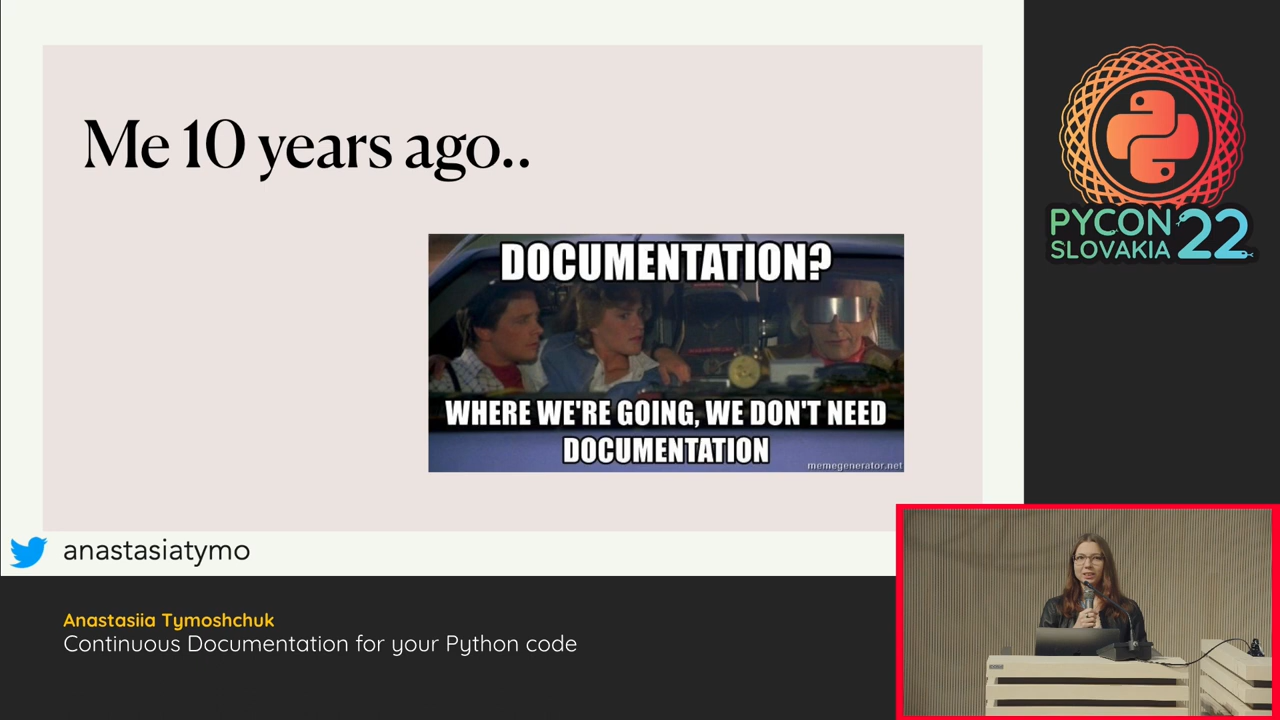 Me 10 years ago..
DOCUMENTATION?
WHERE WE'RE GOING, WE DON'T NEED
DOCUMENTATION
memegenerator.net
anastasiatymo
Anastasiia Tymoshchuk
Continuous Documentation for your Python code
PYCON
SLOVAKIA
22